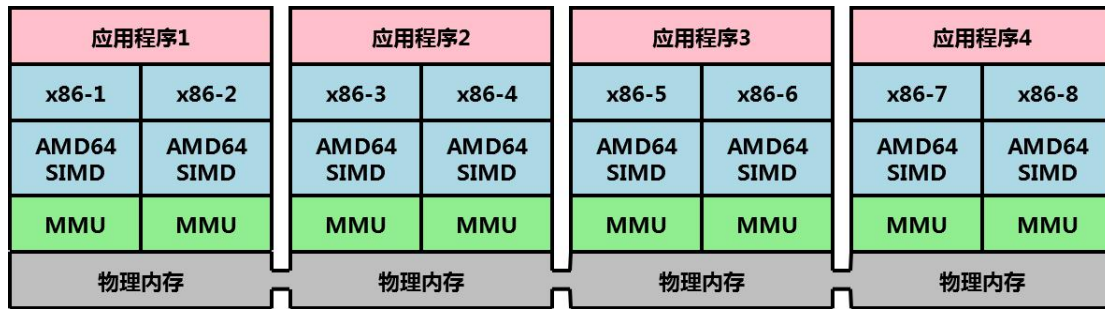 应用程序1 应用程序2 应用程序3 应用程序4
x86-1 x86-2 x86-3 x86-4 x86-5 x86-6 x86-7 x86-8
AMD64 AMD64 AMD64 AMD64 AMD64 AMD64 AMD64 AMD64
SIMD SIMD SIMD SIMD SIMD SIMD SIMD SIMD
MMU MMU MMU MMU MMU MMU MMU MMU
物理内存 物理内存 物理内存 物理内存